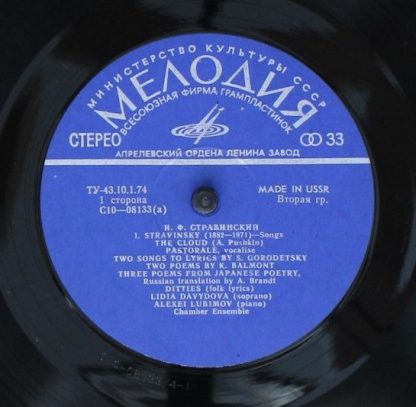 МИНИСТЕРСТВО КУЛЬТУРЫ СССР
МЕЛОДИЯ
ВСЕСОЮЗНАЯ ФИРМА ГРАМПЛАСТИНОК
СТЕРЕО 33
АПРЕЛЕВСКИЙ ОРДЕНА ЛЕНИНА ЗАВОД
ТУ-43.10.1.74 MADE IN USSR
1 сторона Вторая гр.
С10—08133(а)
И. Ф. СТРАВИНСКИЙ
I. STRAVINSKY (1882—1971)—Songs
THE CLOUD (A. Pushkin)
PASTORALE, vocalise
TWO SONGS TO LYRICS BY S. GORODETSKY
TWO POEMS BY K. BALMONT
THREE POEMS FROM JAPANESE POETRY,
Russian translation by A. Brandt
DITTIES (folk lyrics)
LIDIA DAVYDOVA (soprano)
ALEXEI LUBIMOV (piano)
Chamber Ensemble